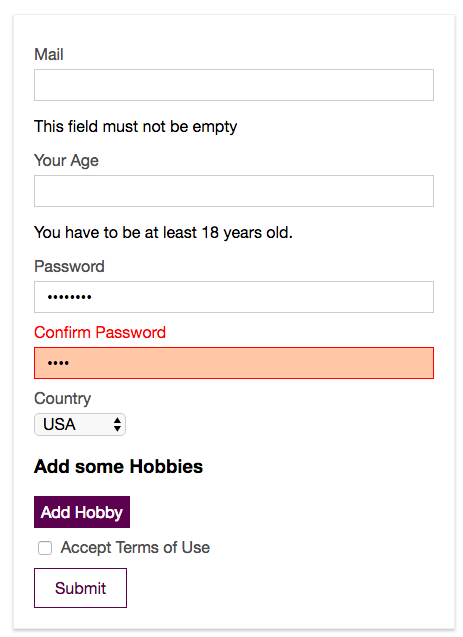 Mail
This field must not be empty
Your Age
You have to be at least 18 years old.
Password
••••••••
Confirm Password
••••
Country
USA
Add some Hobbies
Add Hobby
Accept Terms of Use
Submit